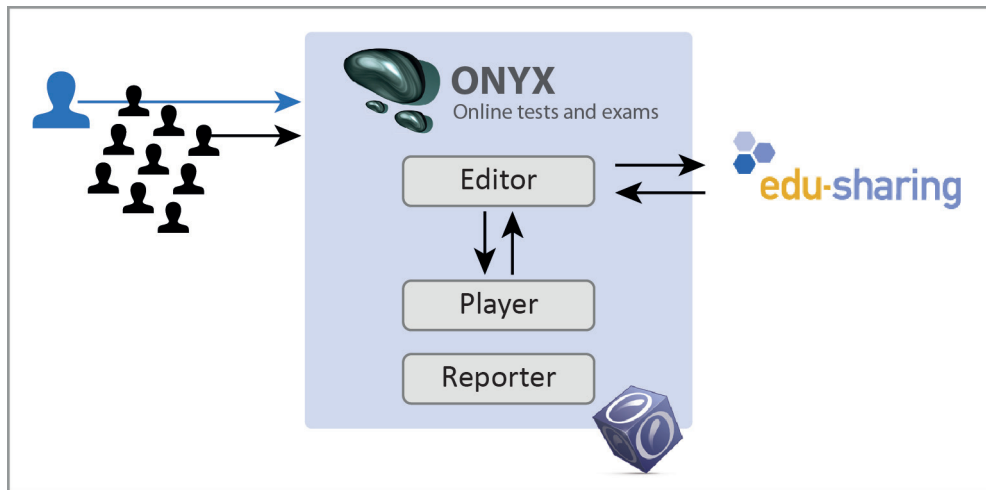 ONYX
Online tests and exams
Editor
edu-sharing
Player
Reporter